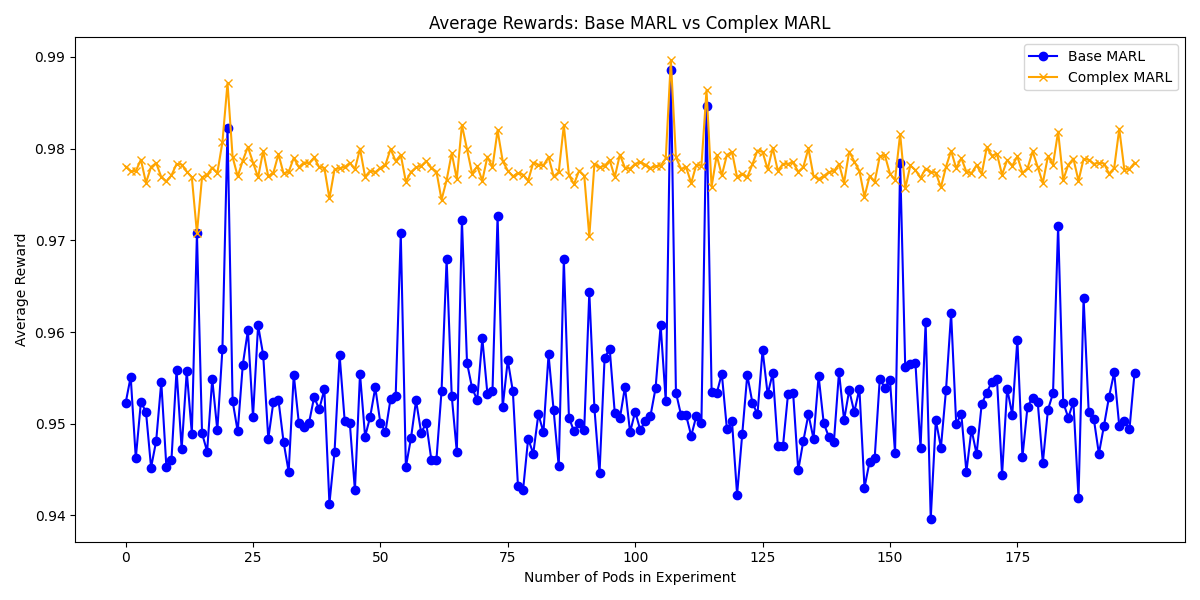 Average Rewards: Base MARL vs Complex MARL
Base MARL
Complex MARL
Average Reward
0.99
0.98
0.97
0.96
0.95
0.94
0 25 50 75 100 125 150 175
Number of Pods in Experiment